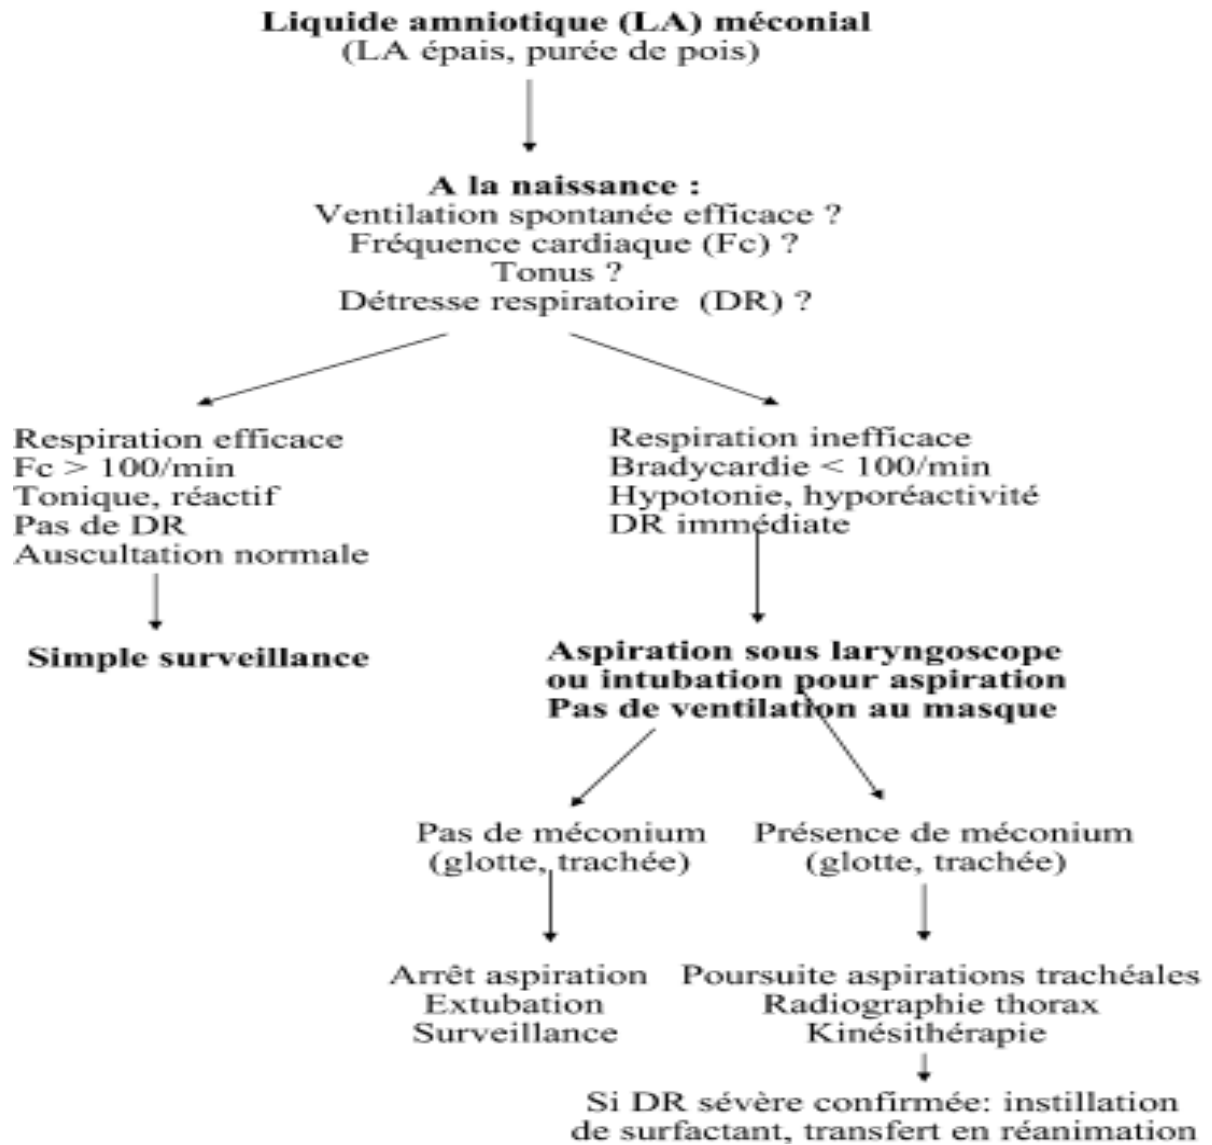 Liquide amniotique (LA) méconial
(LA épais, purée de pois)
A la naissance :
Ventilation spontanée efficace ?
Fréquence cardiaque (Fc) ?
Tonus ?
Détresse respiratoire (DR) ?
Respiration efficace
Fc > 100/min
Tonique, réactif
Pas de DR
Auscultation normale
Simple surveillance
Respiration inefficace
Bradycardie < 100/min
Hypotonie, hyporéactivité
DR immédiate
Aspiration sous laryngoscope
ou intubation pour aspiration
Pas de ventilation au masque
Pas de méconium
(glotte, trachée)
Arrêt aspiration
Extubation
Surveillance
Présence de méconium
(glotte, trachée)
Poursuite aspirations trachéales
Radiographie thorax
Kinésithérapie
Si DR sévère confirmée: instillation
de surfactant, transfert en réanimation